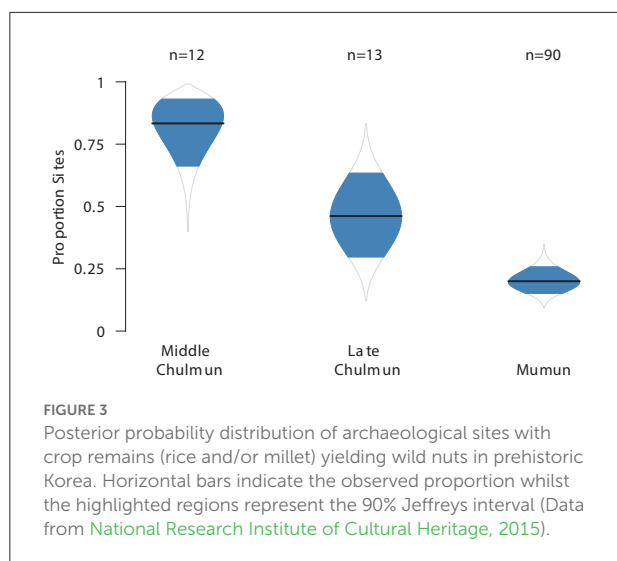 n=12 n=13 n=90
1
0.75
0.5
0.25
0
Proportion Sites
Middle Chulmun
Late Chulmun
Mumun
FIGURE 3
Posterior probability distribution of archaeological sites with
crop remains (rice and/or millet) yielding wild nuts in prehistoric
Korea. Horizontal bars indicate the observed proportion whilst
the highlighted regions represent the 90% Jeffreys interval (Data
from National Research Institute of Cultural Heritage, 2015).